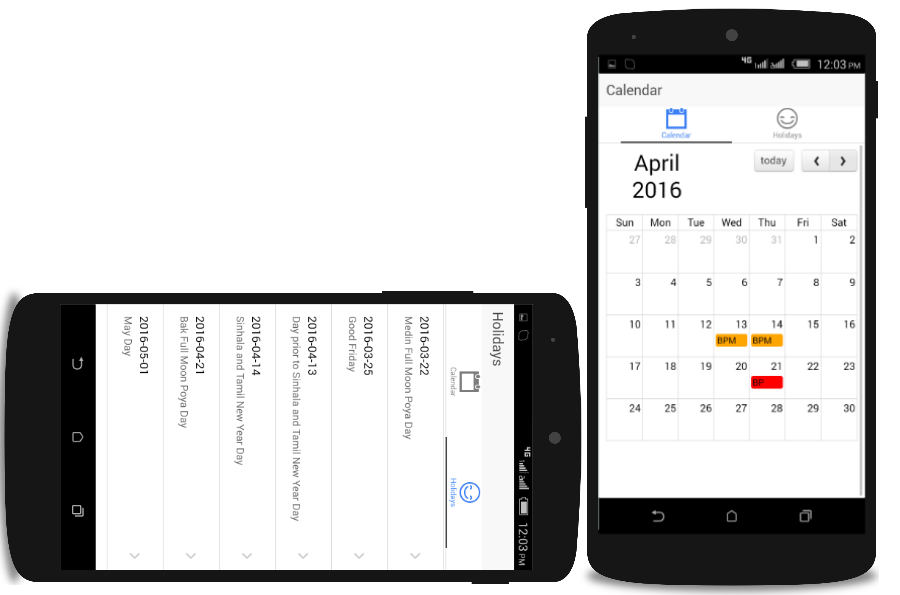 4G 12:03 PM
Holidays
Calendar Holidays
2016-03-22
Medin Full Moon Poya Day
2016-03-25
Good Friday
2016-04-13
Day prior to Sinhala and Tamil New Year Day
2016-04-14
Sinhala and Tamil New Year Day
2016-04-21
Bak Full Moon Poya Day
2016-05-01
May Day
4G 12:03 PM
Calendar
Calendar Holidays
April
2016
today
Sun Mon Tue Wed Thu Fri Sat
27 28 29 30 31 1 2
3 4 5 6 7 8 9
10 11 12 13 14 15 16
BPM BPM
17 18 19 20 21 22 23
BP
24 25 26 27 28 29 30